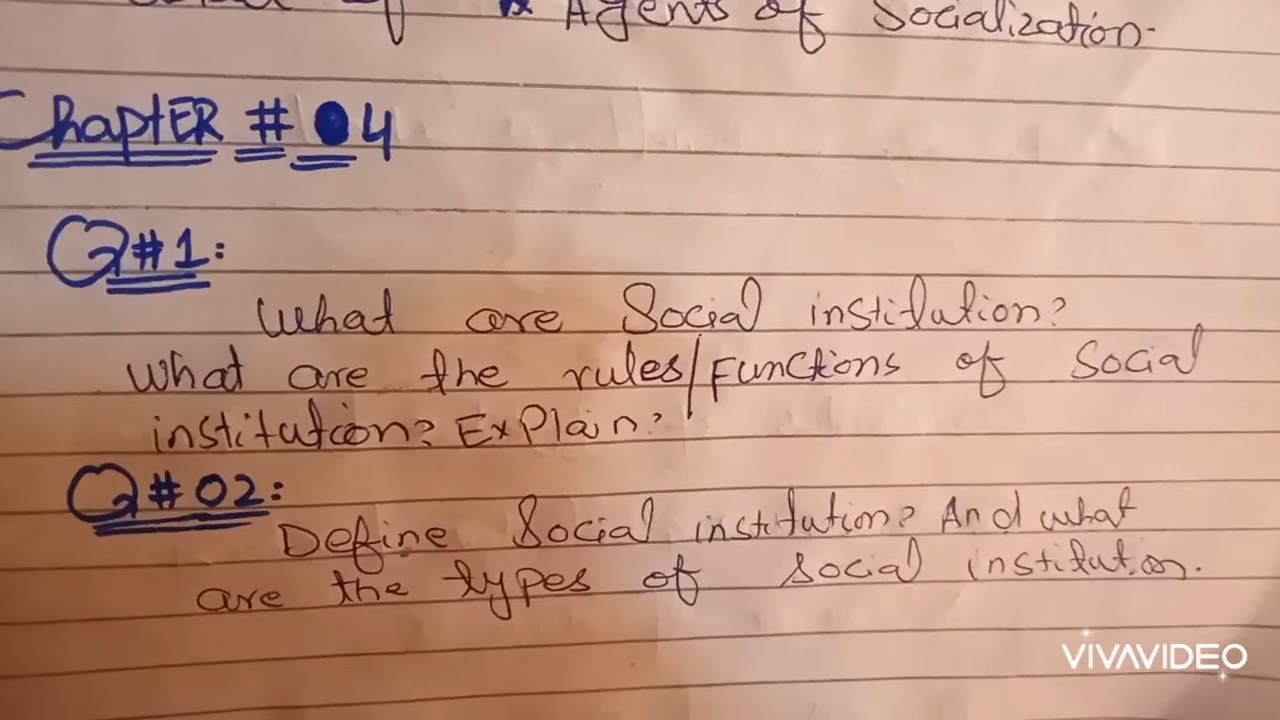 of Agents of Socialization.
ChaptER # 04
Q#1:
What are Social institution?
What are the rules/Functions of Social
institution? ExPlain?
Q#02:
Define Social institution? And what
are the types of social institution.
VIVAVIDEO